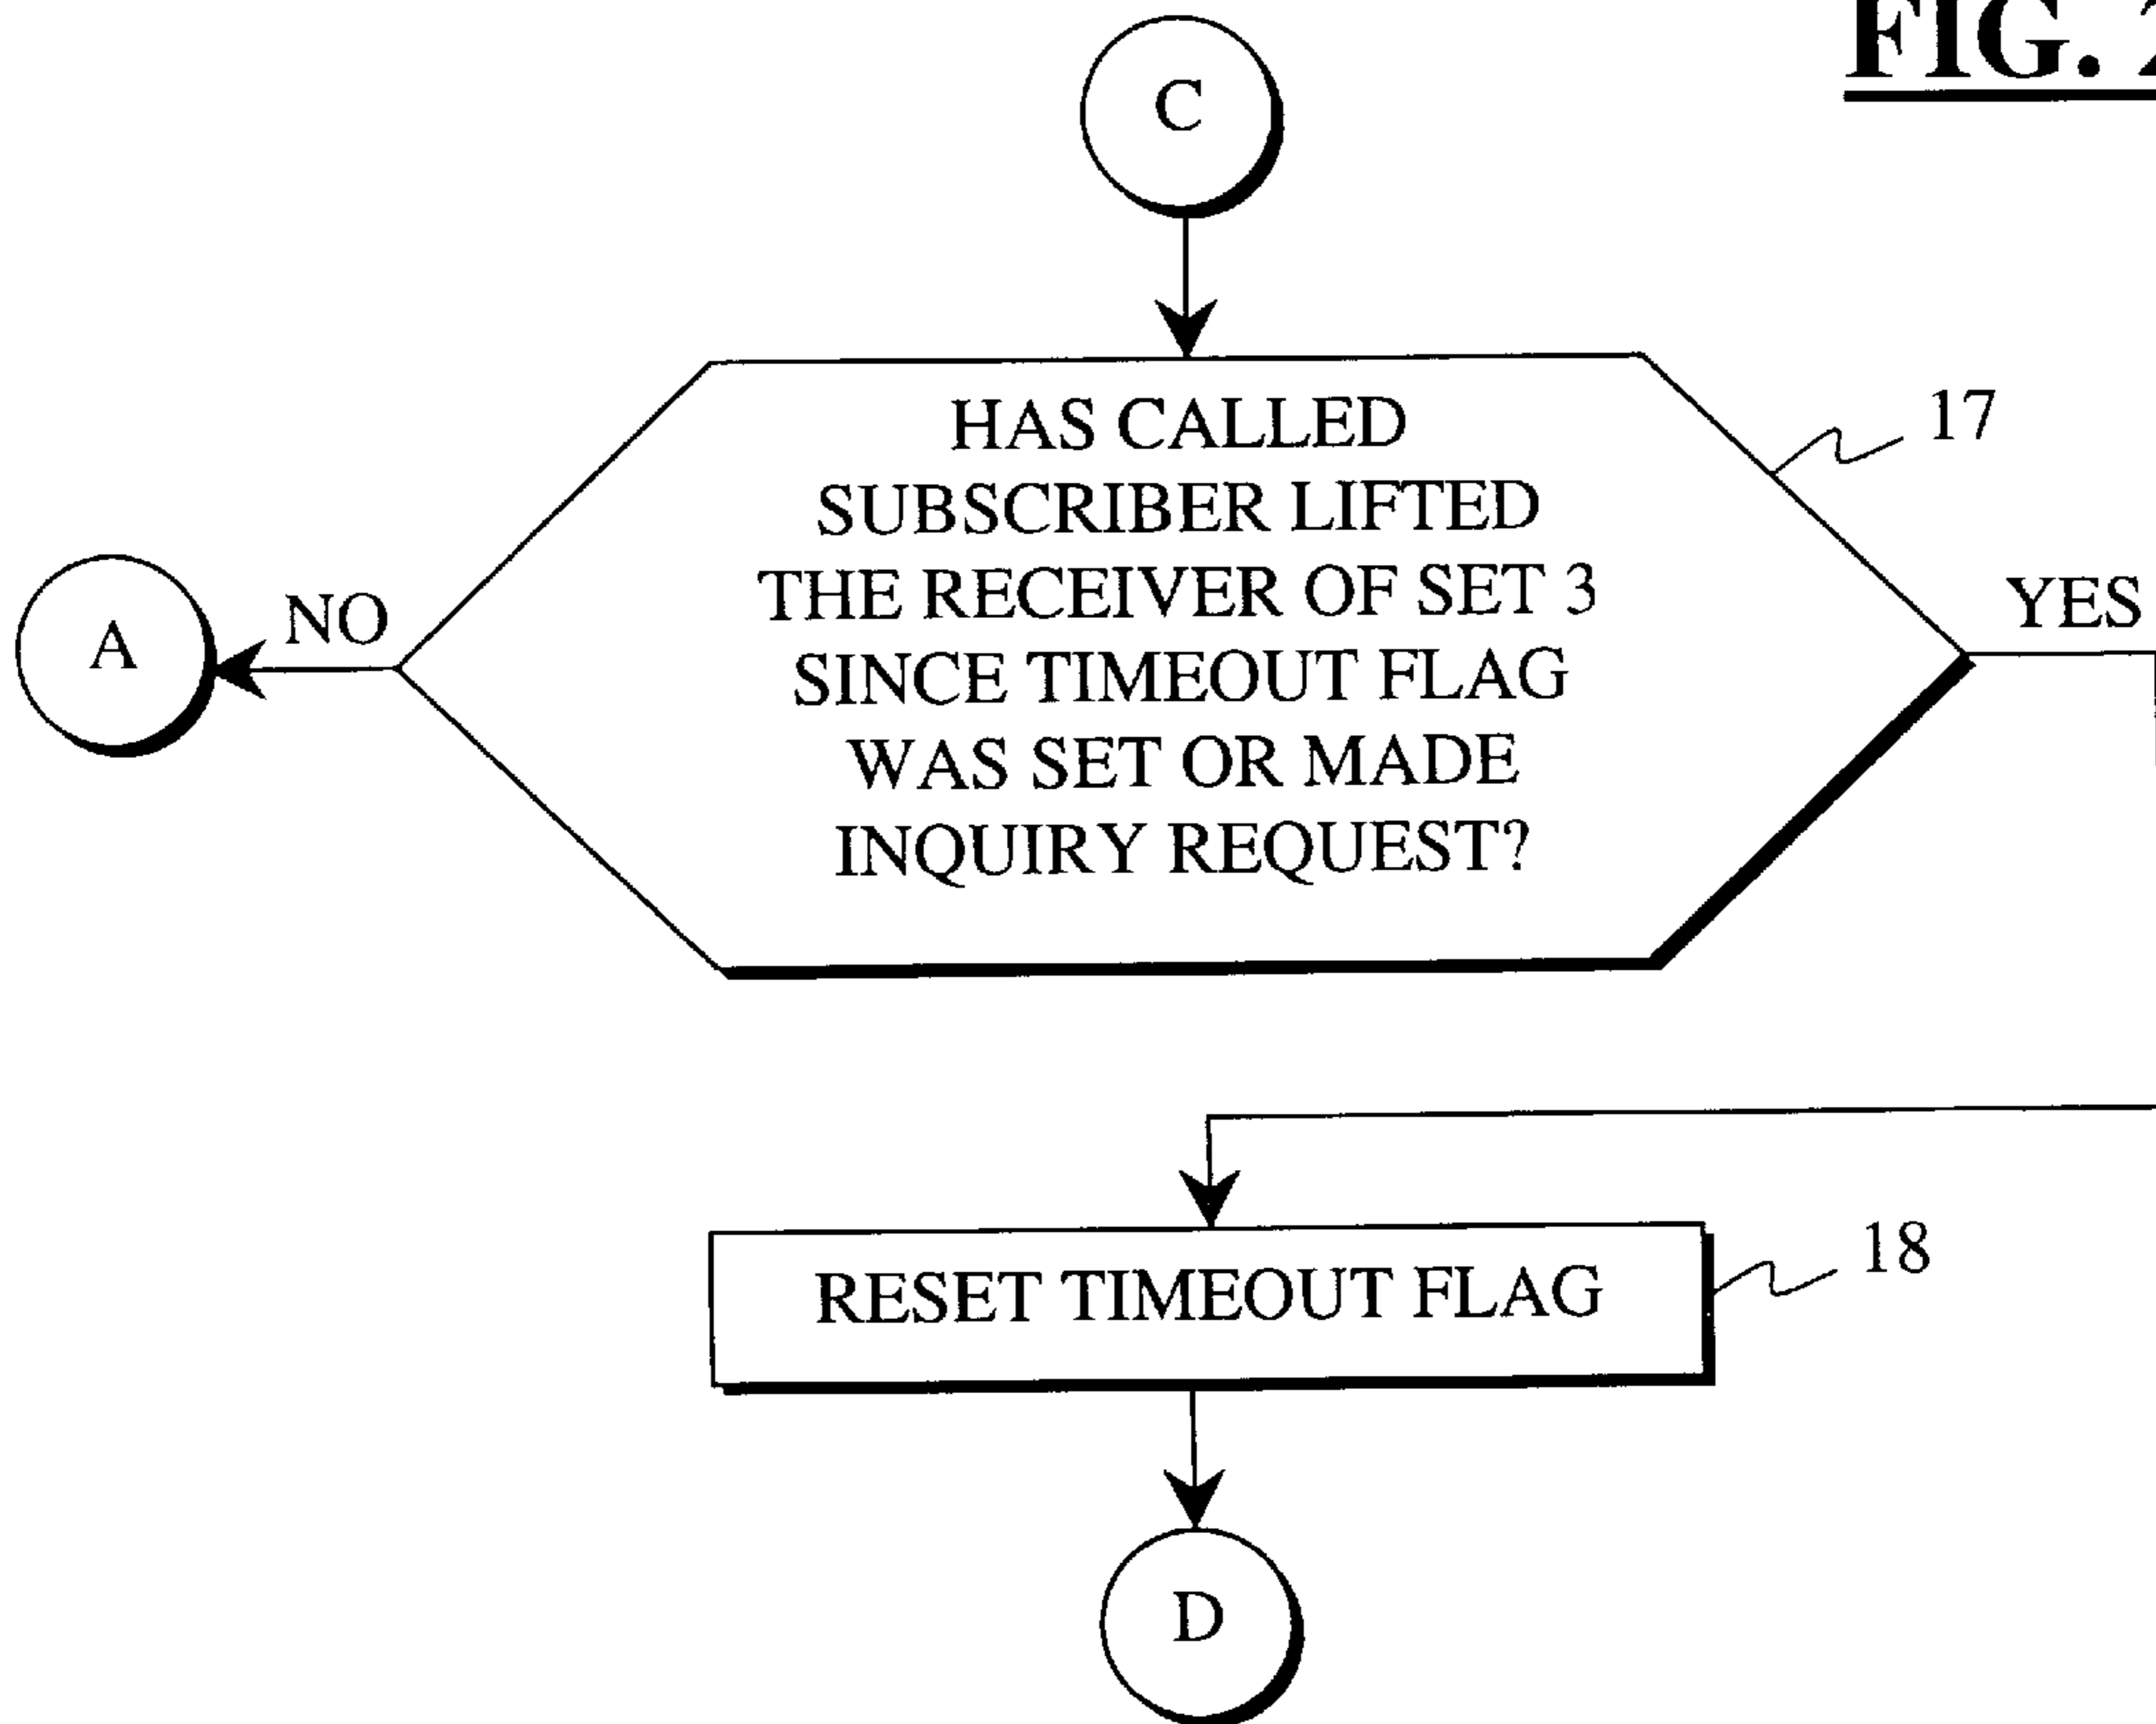 FIG. 2
C
HAS CALLED
SUBSCRIBER LIFTED
THE RECEIVER OF SET 3
SINCE TIMEOUT FLAG
WAS SET OR MADE
INQUIRY REQUEST?
17
NO
YES
A
RESET TIMEOUT FLAG
18
D